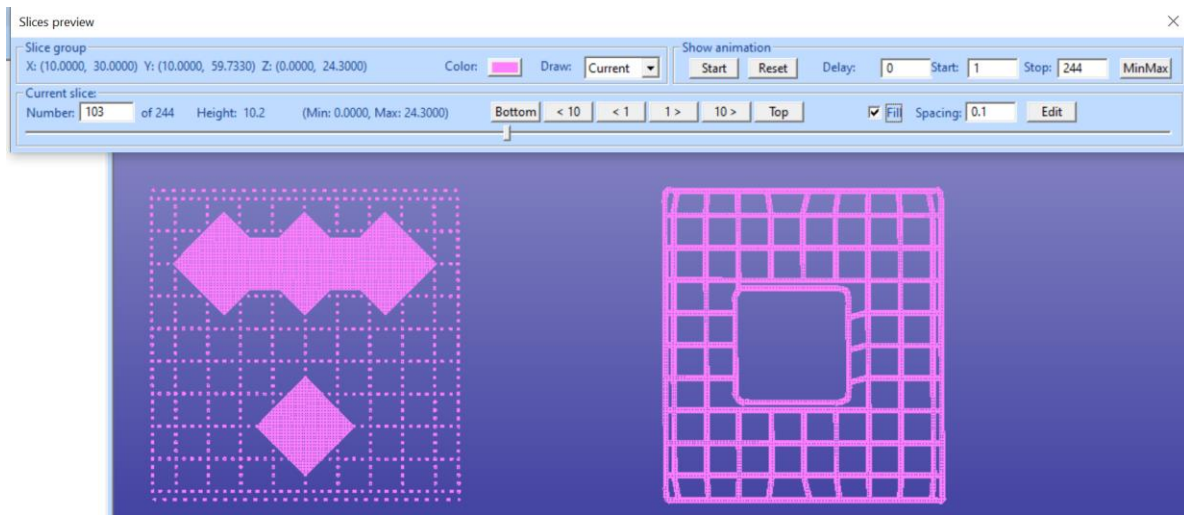 Slices preview
Slice group
Show animation
X: (10.0000, 30.0000) Y: (10.0000, 59.7330) Z: (0.0000, 24.3000) Color: Draw: Current Start Reset Delay: 0 Start: 1 Stop: 244 MinMax
Current slice:
Number: 103 of 244 Height: 10.2 (Min: 0.0000, Max: 24.3000) Bottom < 10 < 1 1 > 10 > Top Fill Spacing: 0.1 Edit